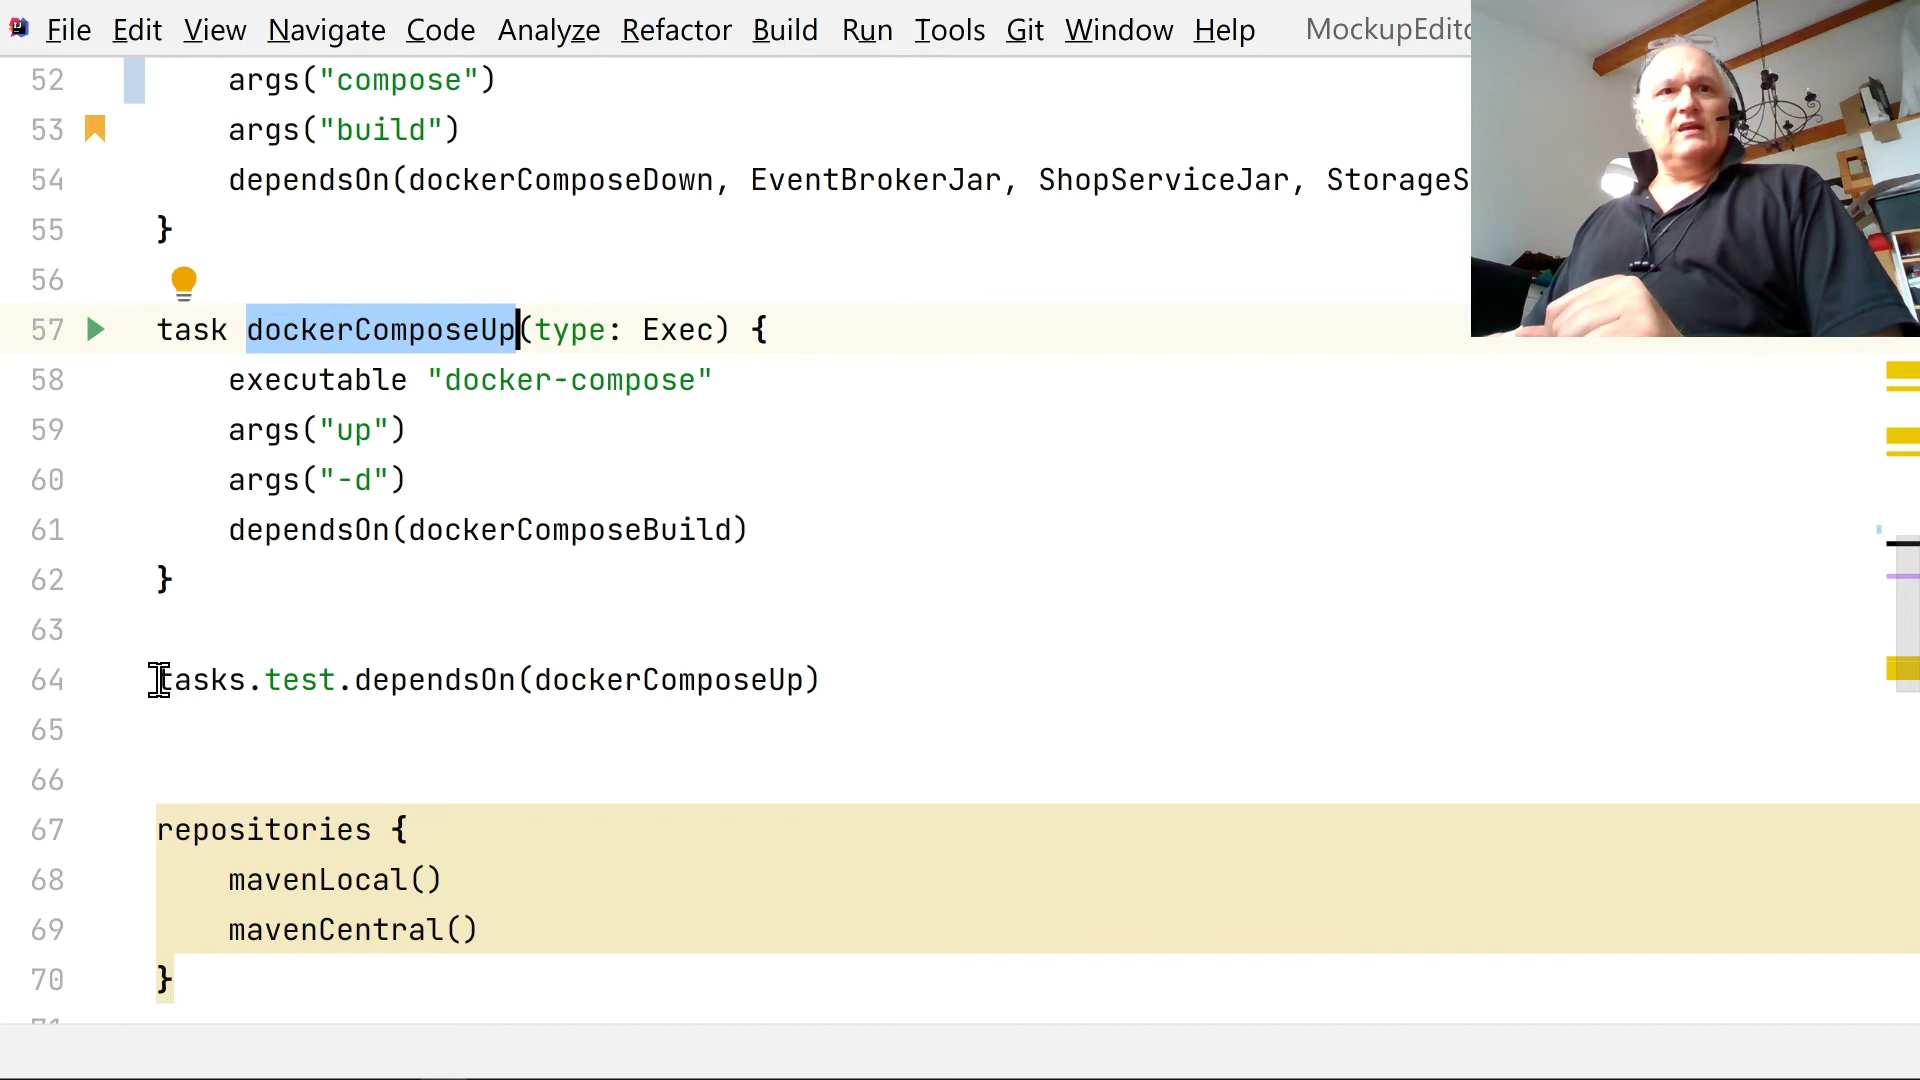 File Edit View Navigate Code Analyze Refactor Build Run Tools Git Window Help
52 args("compose")
53 args("build")
54 dependsOn(dockerComposeDown, EventBrokerJar, ShopServiceJar,
55 }
56
57 task dockerComposeUp(type: Exec) {
58 executable "docker-compose"
59 args("up")
60 args("-d")
61 dependsOn(dockerComposeBuild)
62 }
63
64 tasks.test.dependsOn(dockerComposeUp)
65
66
67 repositories {
68 mavenLocal()
69 mavenCentral()
70 }